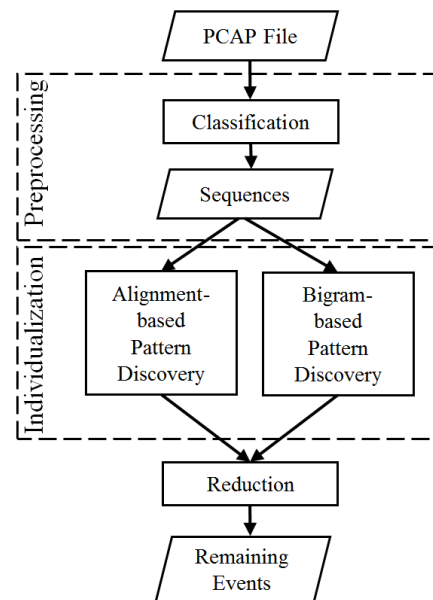 PCAP File
Preprocessing
Classification
Sequences
Individualization
Alignment-
based
Pattern
Discovery
Bigram-
based
Pattern
Discovery
Reduction
Remaining
Events